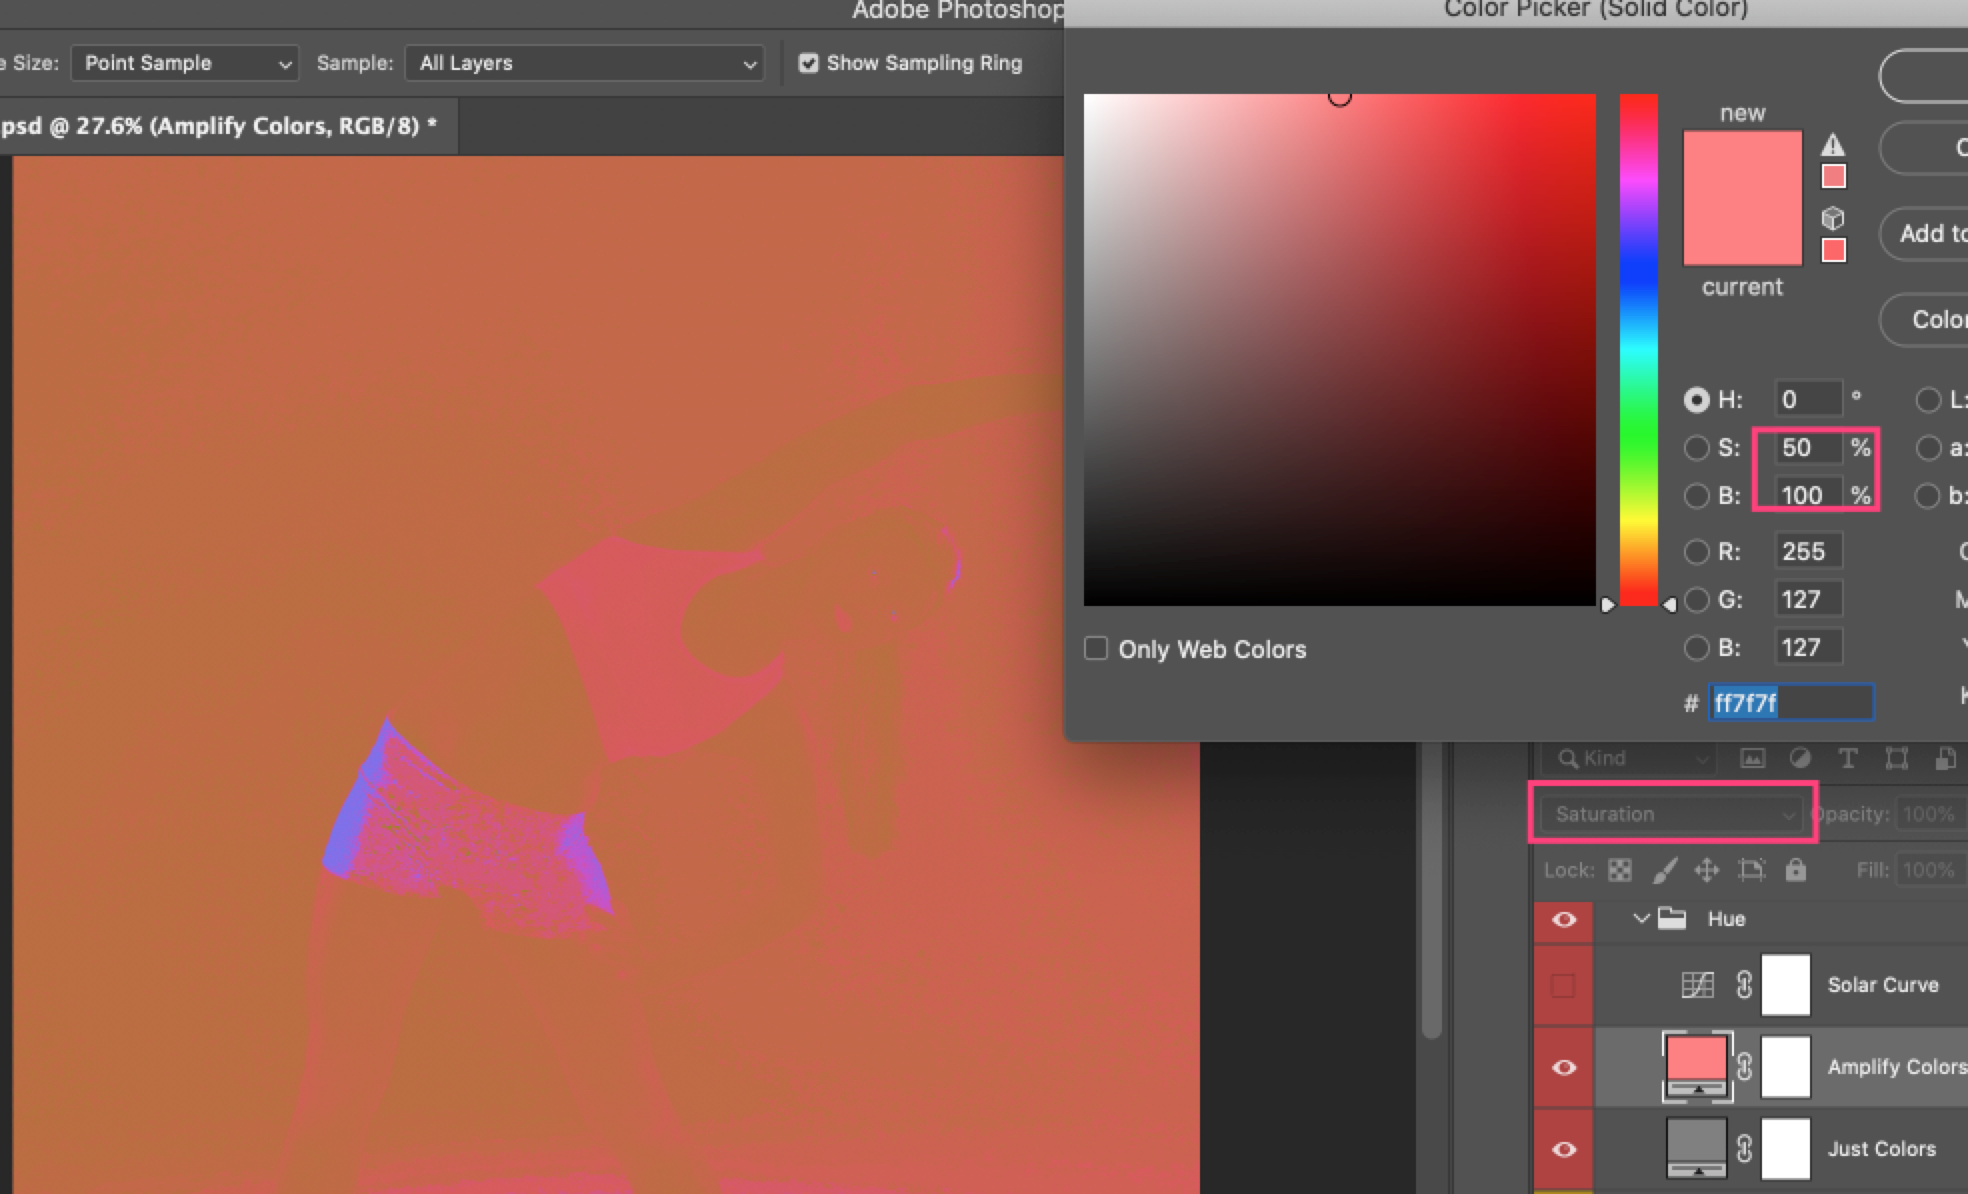 Adobe Photoshop
Color Picker (Solid Color)
e Size:
Point Sample
Sample:
All Layers
Show Sampling Ring
psd @ 27.6% (Amplify Colors, RGB/8) *
new
current
C
Add to
Color
H: 0 °
L:
S: 50 %
a:
B: 100 %
b:
R: 255
C
G: 127
M
B: 127
Y
# ff7f7f
K
Only Web Colors
Kind
Saturation
Opacity: 100%
Lock:
Fill: 100%
Hue
Solar Curve
Amplify Colors
Just Colors